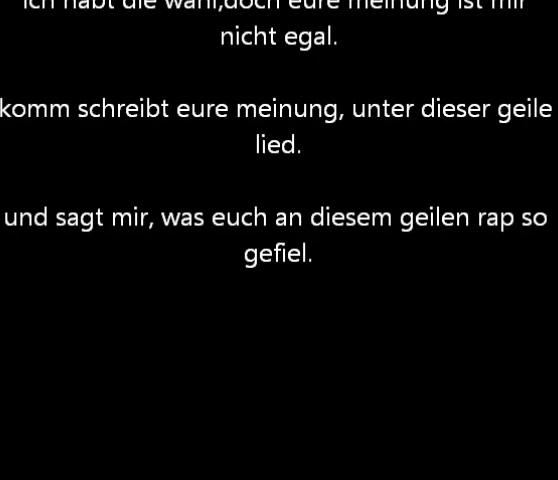 ich habt die wahl,doch eure meinung ist mir
nicht egal.
komm schreibt eure meinung, unter dieser geile
lied.
und sagt mir, was euch an diesem geilen rap so
gefiel.